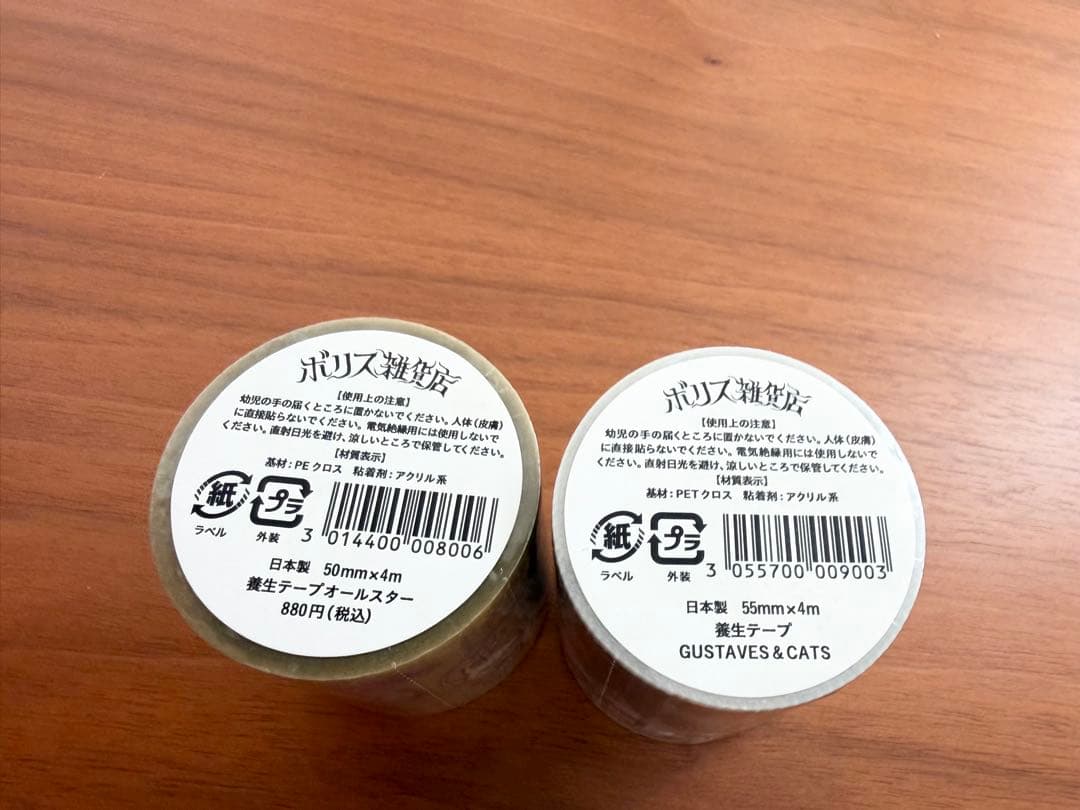 ボリス雑貨店
【使用上の注意】
幼児の手の届くところに置かないでください。人体(皮膚)
に直接貼らないでください。電気絶縁用には使用しないで
ください。直射日光を避け、涼しいところで保管してください。
【材質表示】
基材:PEクロス 粘着剤:アクリル系
紙
ラベル
プラ
外装
3 014400 008006
日本製 50mm×4m
養生テープオールスター
880円(税込)
ボリス雑貨店
【使用上の注意】
幼児の手の届くところに置かないでください。人体(皮膚)
に直接貼らないでください。電気絶縁用には使用しないで
ください。直射日光を避け、涼しいところで保管してください。
【材質表示】
基材:PETクロス 粘着剤:アクリル系
紙
ラベル
プラ
外装
3 055700 009003
日本製 55mm×4m
養生テープ
GUSTAVES&CATS